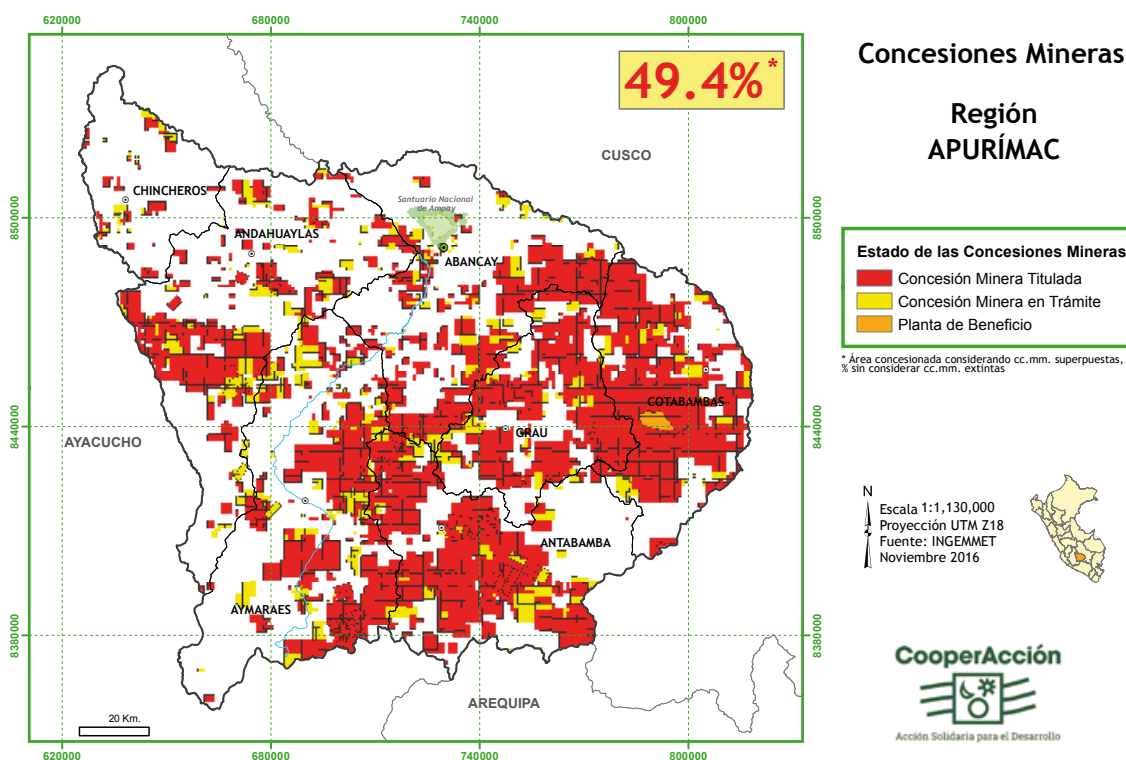 620000
680000
740000
800000
49.4%*
CUSCO
CHINCHEROS
Santuario Nacional
de Ampay
8500000
8500000
ANDAHUAYLAS
ABANCAY
COTABAMBAS
8440000
8440000
AYACUCHO
GRAU
ANTABAMBA
AYMARAES
8380000
8380000
AREQUIPA
20 Km.
620000
680000
740000
800000
Concesiones Mineras
Región
APURÍMAC
Estado de las Concesiones Mineras
Concesión Minera Titulada
Concesión Minera en Trámite
Planta de Beneficio
* Área concesionada considerando cc.mm. superpuestas,
% sin considerar cc.mm. extintas
N
Escala 1:1,130,000
Proyección UTM Z18
Fuente: INGEMMET
Noviembre 2016
CooperAcción
Acción Solidaria para el Desarrollo